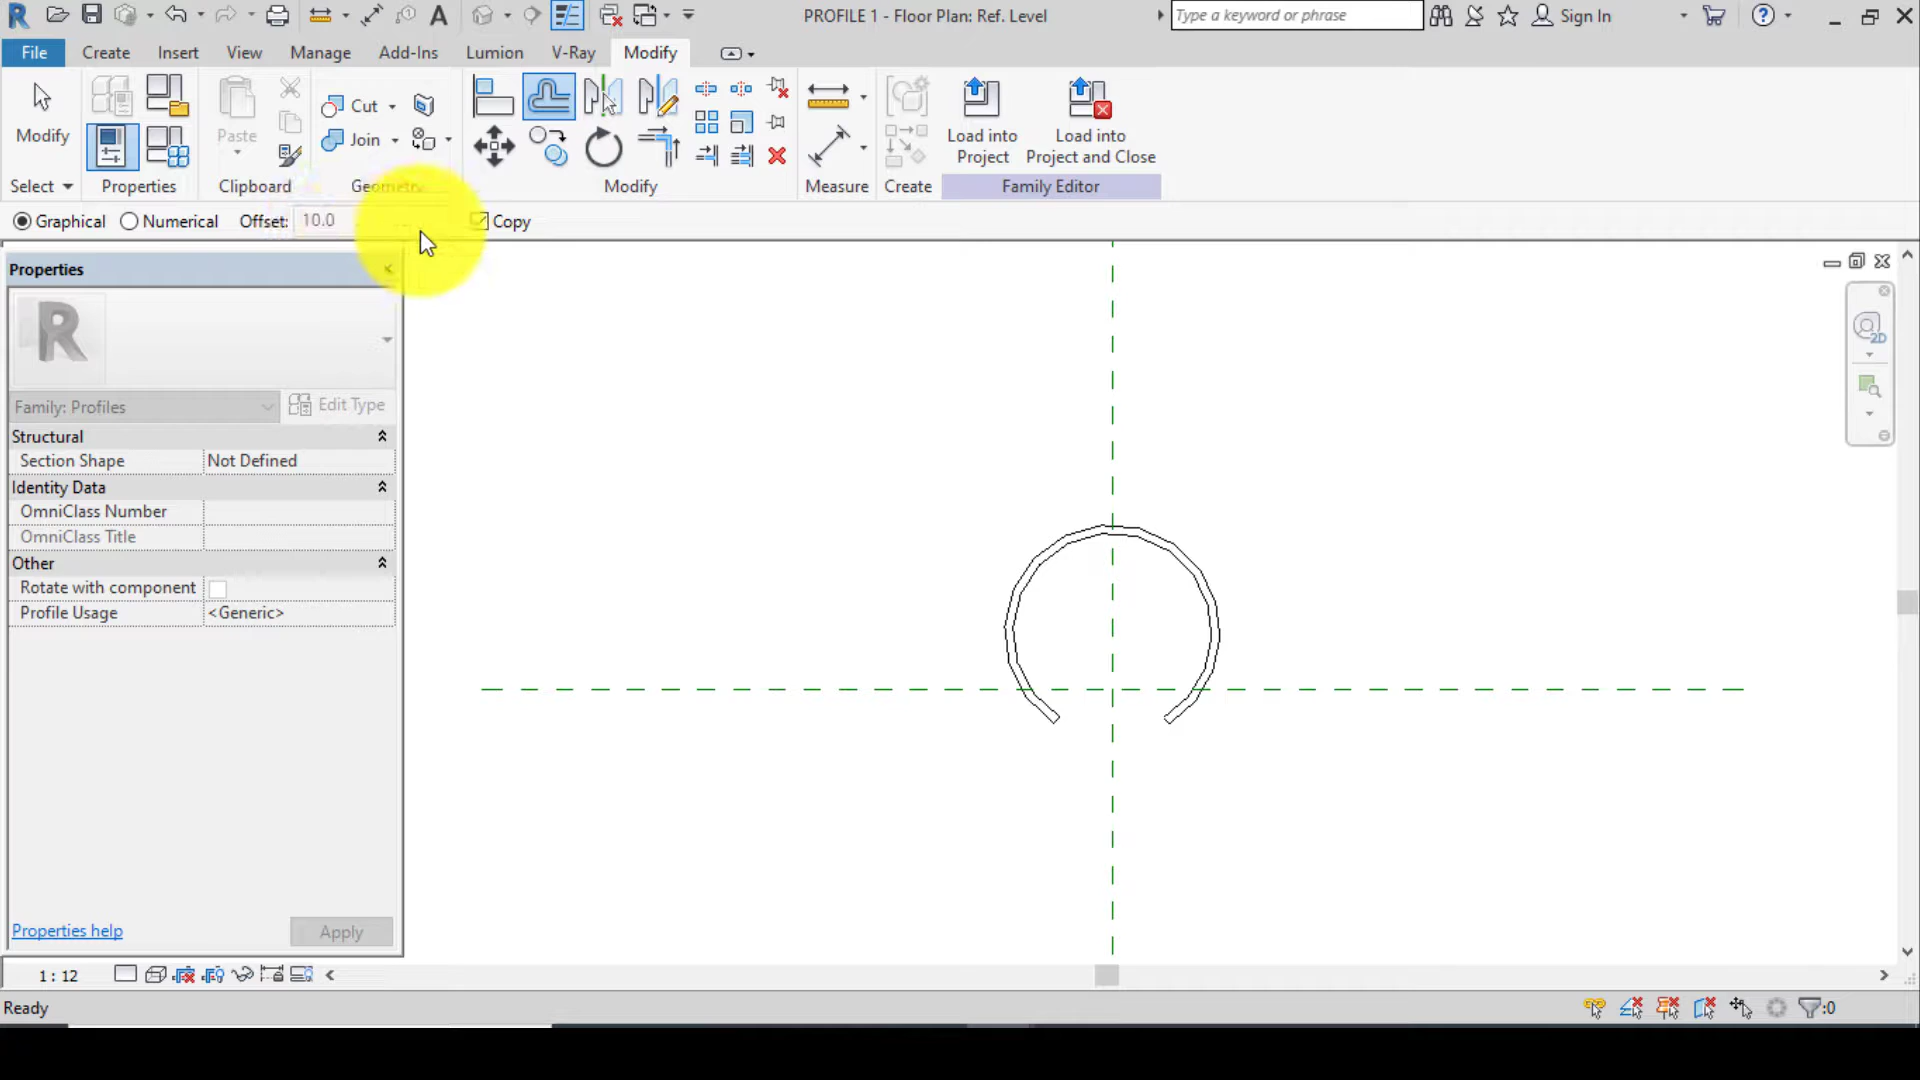 PROFILE 1 - Floor Plan: Ref. Level
Type a keyword or phrase
Sign In
File Create Insert View Manage Add-Ins Lumion V-Ray Modify
Modify
Paste
Cut
Join
Load into Project
Load into Project and Close
Select Properties Clipboard Geometry Modify Measure Create Family Editor
Graphical Numerical Offset: 10.0 Copy
Properties
Family: Profiles Edit Type
Structural
Section Shape Not Defined
Identity Data
OmniClass Number
OmniClass Title
Other
Rotate with component
Profile Usage <Generic>
Properties help Apply
1 : 12
Ready
:0
2D